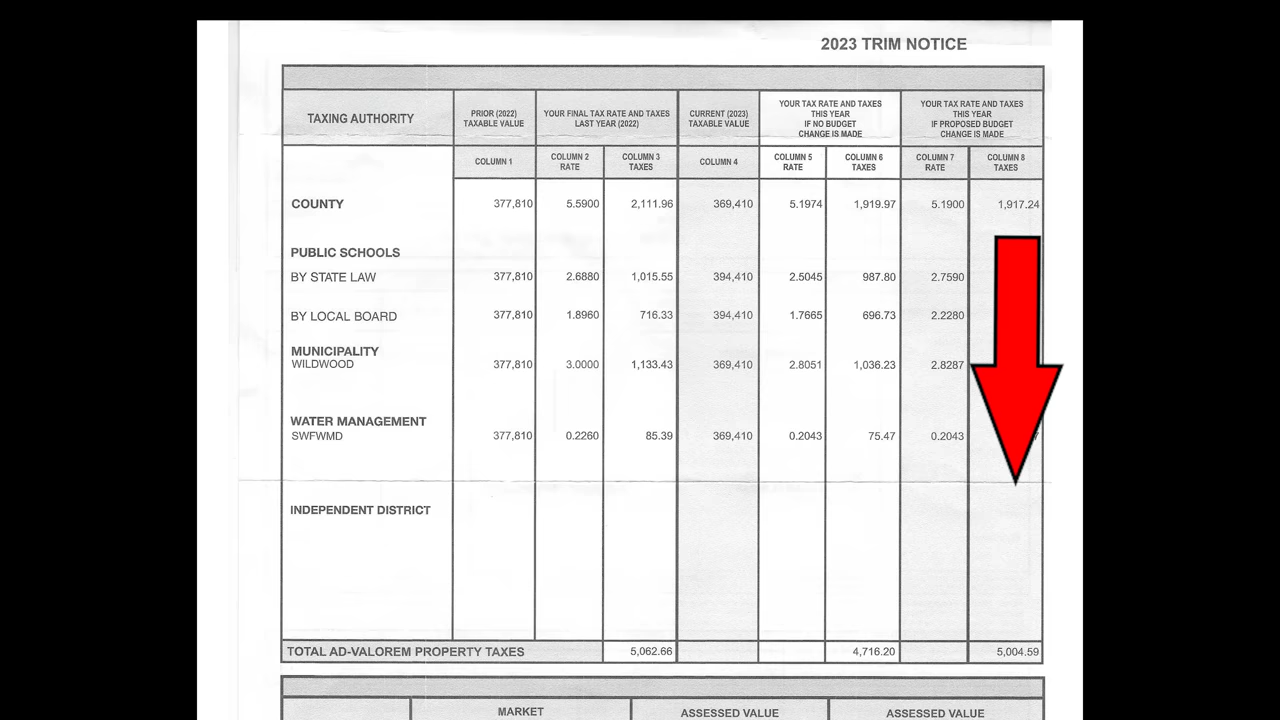 2023 TRIM NOTICE
TAXING AUTHORITY
PRIOR (2022)
TAXABLE VALUE
YOUR FINAL TAX RATE AND TAXES
LAST YEAR (2022)
CURRENT (2023)
TAXABLE VALUE
YOUR TAX RATE AND TAXES
THIS YEAR
IF NO BUDGET
CHANGE IS MADE
YOUR TAX RATE AND TAXES
THIS YEAR
IF PROPOSED BUDGET
CHANGE IS MADE
COLUMN 1
COLUMN 2
RATE
COLUMN 3
TAXES
COLUMN 4
COLUMN 5
RATE
COLUMN 6
TAXES
COLUMN 7
RATE
COLUMN 8
TAXES
COUNTY 377,810 5.5900 2,111.96 369,410 5.1974 1,919.97 5.1900 1,917.24
PUBLIC SCHOOLS
BY STATE LAW 377,810 2.6880 1,015.55 394,410 2.5045 987.80 2.7590
BY LOCAL BOARD 377,810 1.8960 716.33 394,410 1.7665 696.73 2.2280
MUNICIPALITY
WILDWOOD 377,810 3.0000 1,133.43 369,410 2.8051 1,036.23 2.8287
WATER MANAGEMENT
SWFWMD 377,810 0.2260 85.39 369,410 0.2043 75.47 0.2043
INDEPENDENT DISTRICT
TOTAL AD-VALOREM PROPERTY TAXES 5,062.66 4,716.20 5,004.59
MARKET
ASSESSED VALUE
ASSESSED VALUE